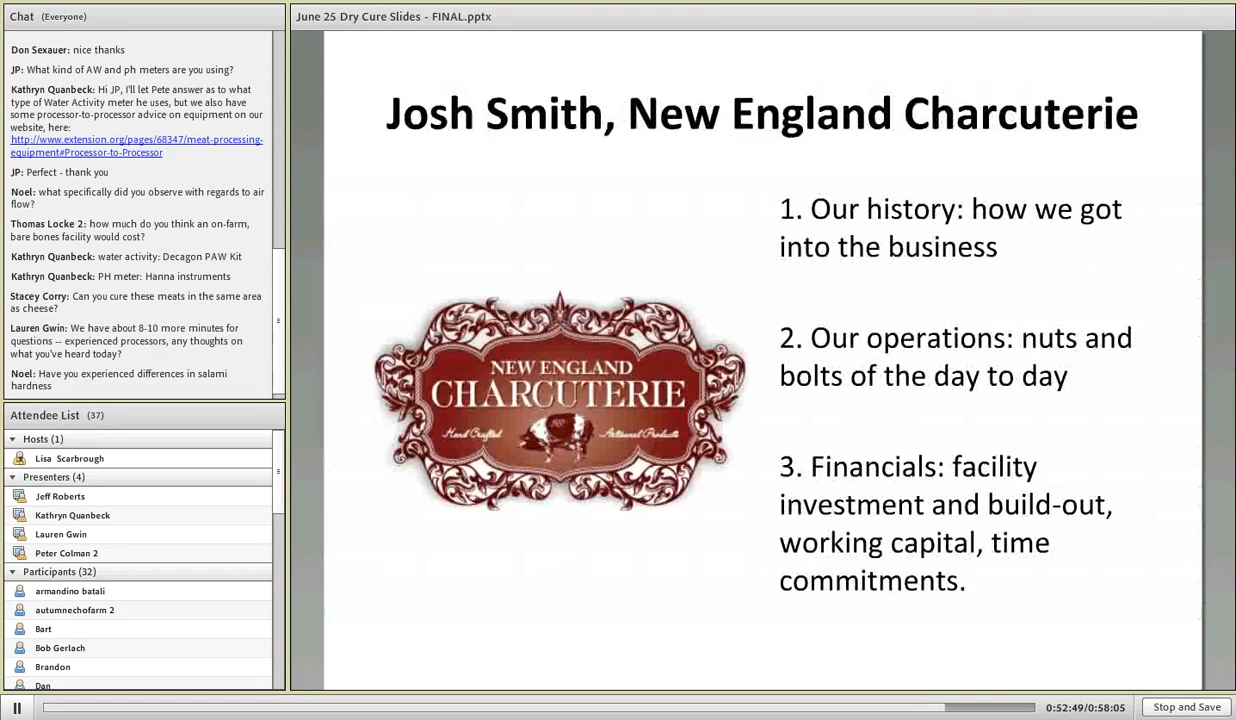 Chat (Everyone)
Don Sexauer: nice thanks
JP: What kind of AW and ph meters are you using?
Kathryn Quanbeck: Hi JP, I'll let Pete answer as to what
type of Water Activity meter he uses, but we also have
some processor-to-processor advice on equipment on our
website, here:
http://www.extension.org/pages/68347/meat-processing-
equipment#Processor-to-Processor
JP: Perfect - thank you
Noel: what specifically did you observe with regards to air
flow?
Thomas Locke 2: how much do you think an on-farm,
bare bones facility would cost?
Kathryn Quanbeck: water activity: Decagon PAW Kit
Kathryn Quanbeck: PH meter: Hanna instruments
Stacey Corry: Can you cure these meats in the same area
as cheese?
Lauren Gwin: We have about 8-10 more minutes for
questions -- experienced processors, any thoughts on
what you've heard today?
Noel: Have you experienced differences in salami
hardness
Attendee List (37)
Hosts (1)
Lisa Scarbrough
Presenters (4)
Jeff Roberts
Kathryn Quanbeck
Lauren Gwin
Peter Colman 2
Participants (32)
armandino batali
autumnechofarm 2
Bart
Bob Gerlach
Brandon
Dan
June 25 Dry Cure Slides - FINAL.pptx
Josh Smith, New England Charcuterie
NEW ENGLAND
CHARCUTERIE
Hand Crafted Artisanal Products
1. Our history: how we got
into the business
2. Our operations: nuts and
bolts of the day to day
3. Financials: facility
investment and build-out,
working capital, time
commitments.
0:52:49/0:58:05
Stop and Save